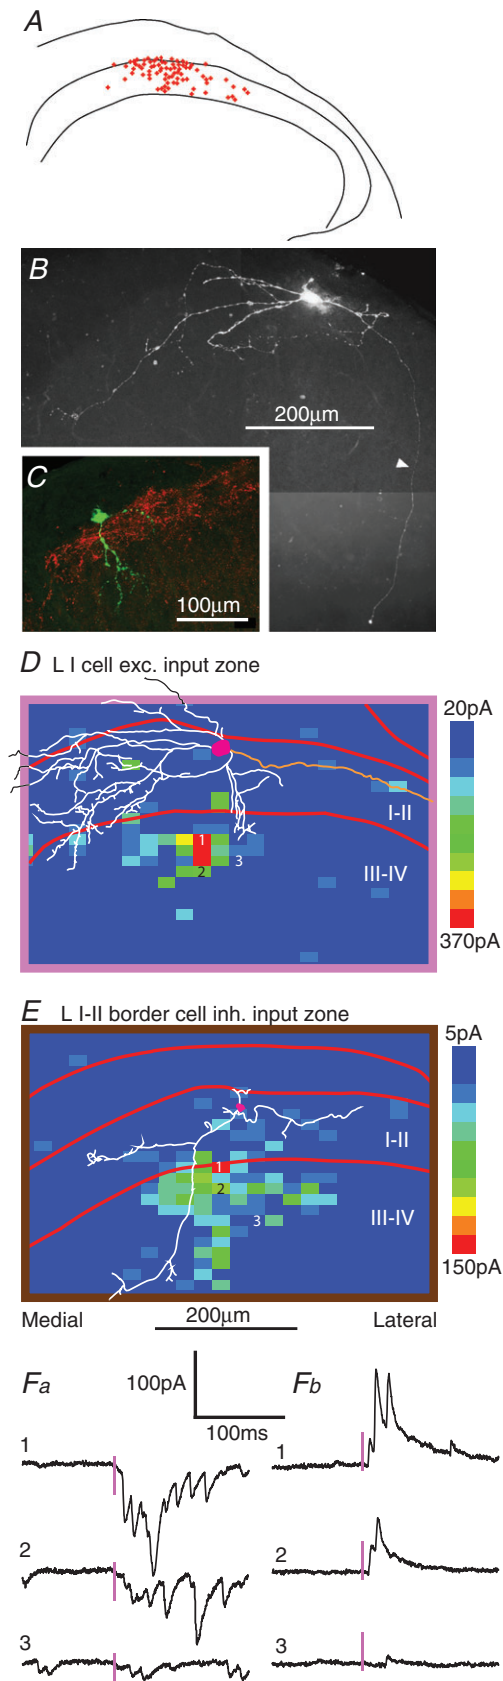 A
B
200µm
C
100µm
D L I cell exc. input zone
20pA
I-II
1
3
2
III-IV
370pA
E L I-II border cell inh. input zone
5pA
I-II
1
2
3
III-IV
150pA
Medial 200µm Lateral
Fa 100pA Fb
100ms
1 1
2 2
3 3